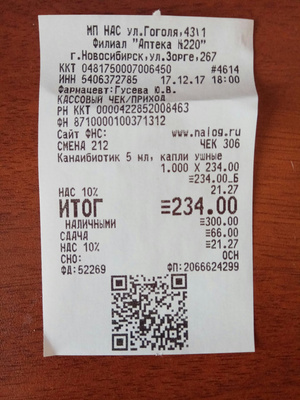 МП НАС ул.Гоголя,43\1
Филиал "Аптека №220"
г.Новосибирск,ул.Зорге,267
ККТ 0481750007006450 #4614
ИНН 5406372785 17.12.17 18:00
Фармацевт:Гусева Ю.В.
КАССОВЫЙ ЧЕК/ПРИХОД
РН ККТ 0000422852008463
ФН 8710000100371312
Сайт ФНС: www.nalog.ru
СМЕНА 212 ЧЕК 306
Кандибиотик 5 мл, капли ушные
1.000 X 234.00
≡234.00_Б
НДС 10% 21.27
ИТОГ ≡234.00
НАЛИЧНЫМИ ≡300.00
СДАЧА ≡66.00
НДС 10% ≡21.27
СНО: ОСН
ФД:52269 ФП:2066624299